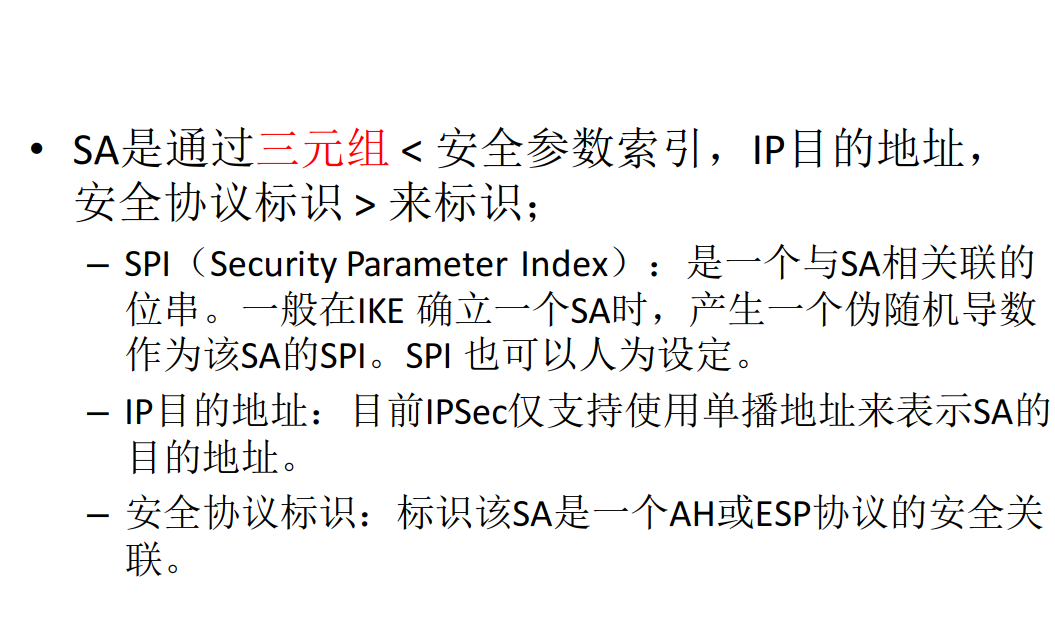 • SA是通过三元组 < 安全参数索引，IP目的地址，
安全协议标识 > 来标识；
– SPI（Security Parameter Index）：是一个与SA相关联的
位串。一般在IKE 确立一个SA时，产生一个伪随机导数
作为该SA的SPI。SPI 也可以人为设定。
– IP目的地址：目前IPSec仅支持使用单播地址来表示SA的
目的地址。
– 安全协议标识：标识该SA是一个AH或ESP协议的安全关
联。